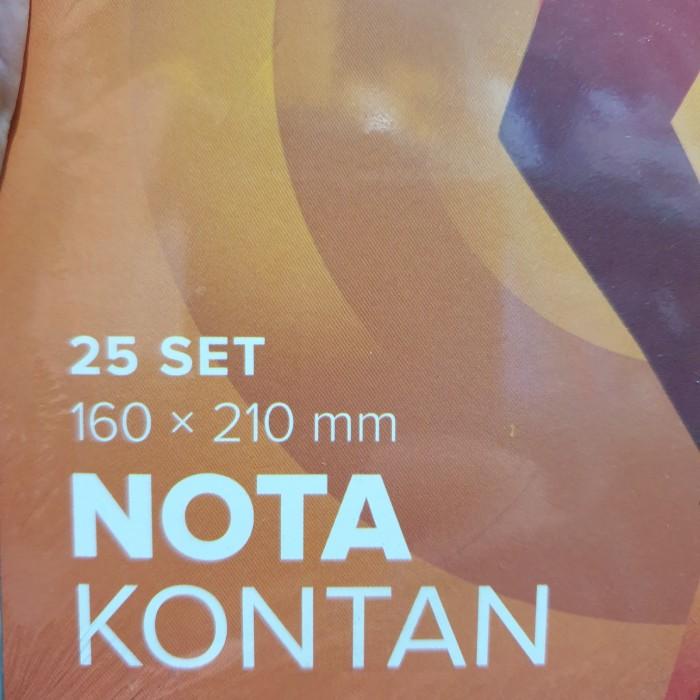 25 SET
160 × 210 mm
NOTA
KONTAN